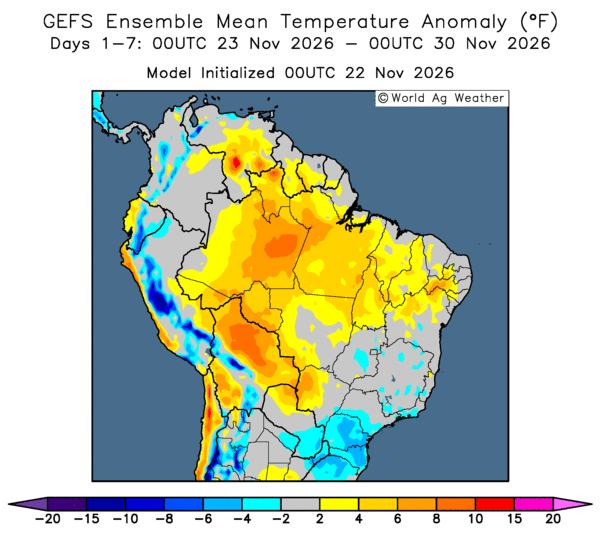 GEFS Ensemble Mean Temperature Anomaly (°F)
Days 1–7: 00UTC 23 Nov 2026 – 00UTC 30 Nov 2026
Model Initialized 00UTC 22 Nov 2026
©World Ag Weather
−20 −15 −10 −8 −6 −4 −2 2 4 6 8 10 15 20